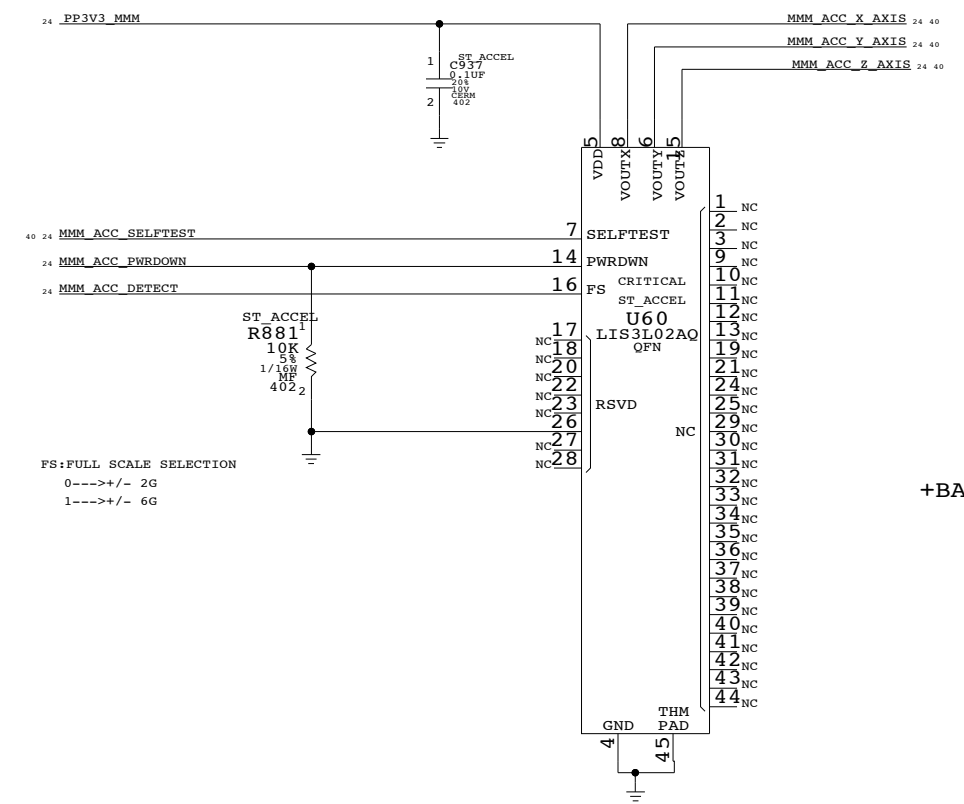 24 PP3V3_MMM
MMM_ACC_X_AXIS 24 40
MMM_ACC_Y_AXIS 24 40
MMM_ACC_Z_AXIS 24 40
1
ST_ACCEL
C937
0.1UF
20%
10V
CERM
402
2
5 8 6 15
VDD VOUTX VOUTY VOUTZ
40 24 MMM_ACC_SELFTEST 7 SELFTEST
24 MMM_ACC_PWRDOWN 14 PWRDWN
24 MMM_ACC_DETECT 16 FS
CRITICAL
ST_ACCEL
U60
LIS3L02AQ
QFN
ST_ACCEL
R881 1
10K
5%
1/16W
MF
402 2
NC 17
NC 18
NC 20
NC 22
NC 23
26
NC 27
NC 28
RSVD
NC
1 NC
2 NC
3 NC
9 NC
10 NC
11 NC
12 NC
13 NC
19 NC
21 NC
24 NC
25 NC
29 NC
30 NC
31 NC
32 NC
33 NC
34 NC
35 NC
36 NC
37 NC
38 NC
39 NC
40 NC
41 NC
42 NC
43 NC
44 NC
FS:FULL SCALE SELECTION
0--->+/- 2G
1--->+/- 6G
+BA
THM
GND PAD
4 45